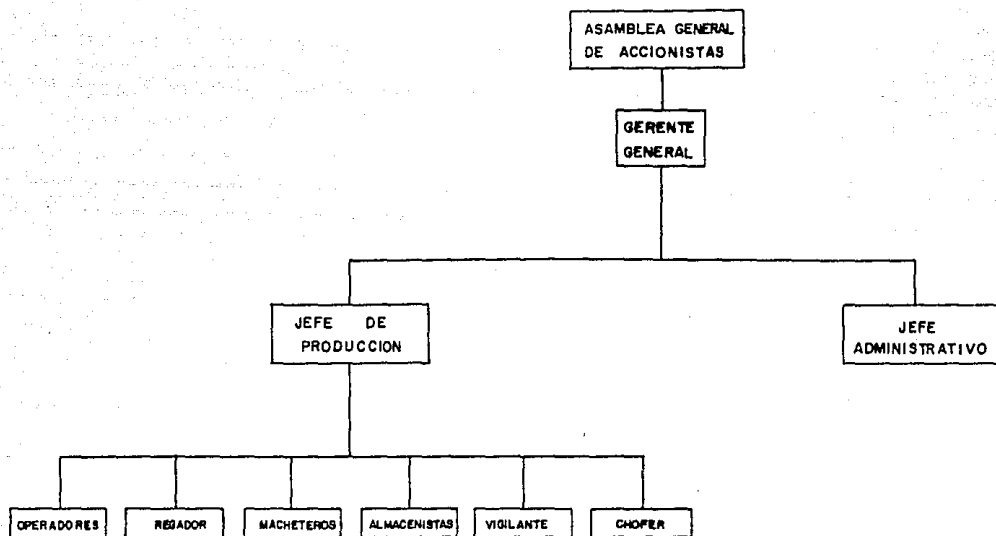 ASAMBLEA GENERAL
DE ACCIONISTAS
GERENTE
GENERAL
JEFE DE
PRODUCCION
JEFE
ADMINISTRATIVO
OPERADORES
REGADOR
MACHETEROS
ALMACENISTAS
VIGILANTE
CHOFER